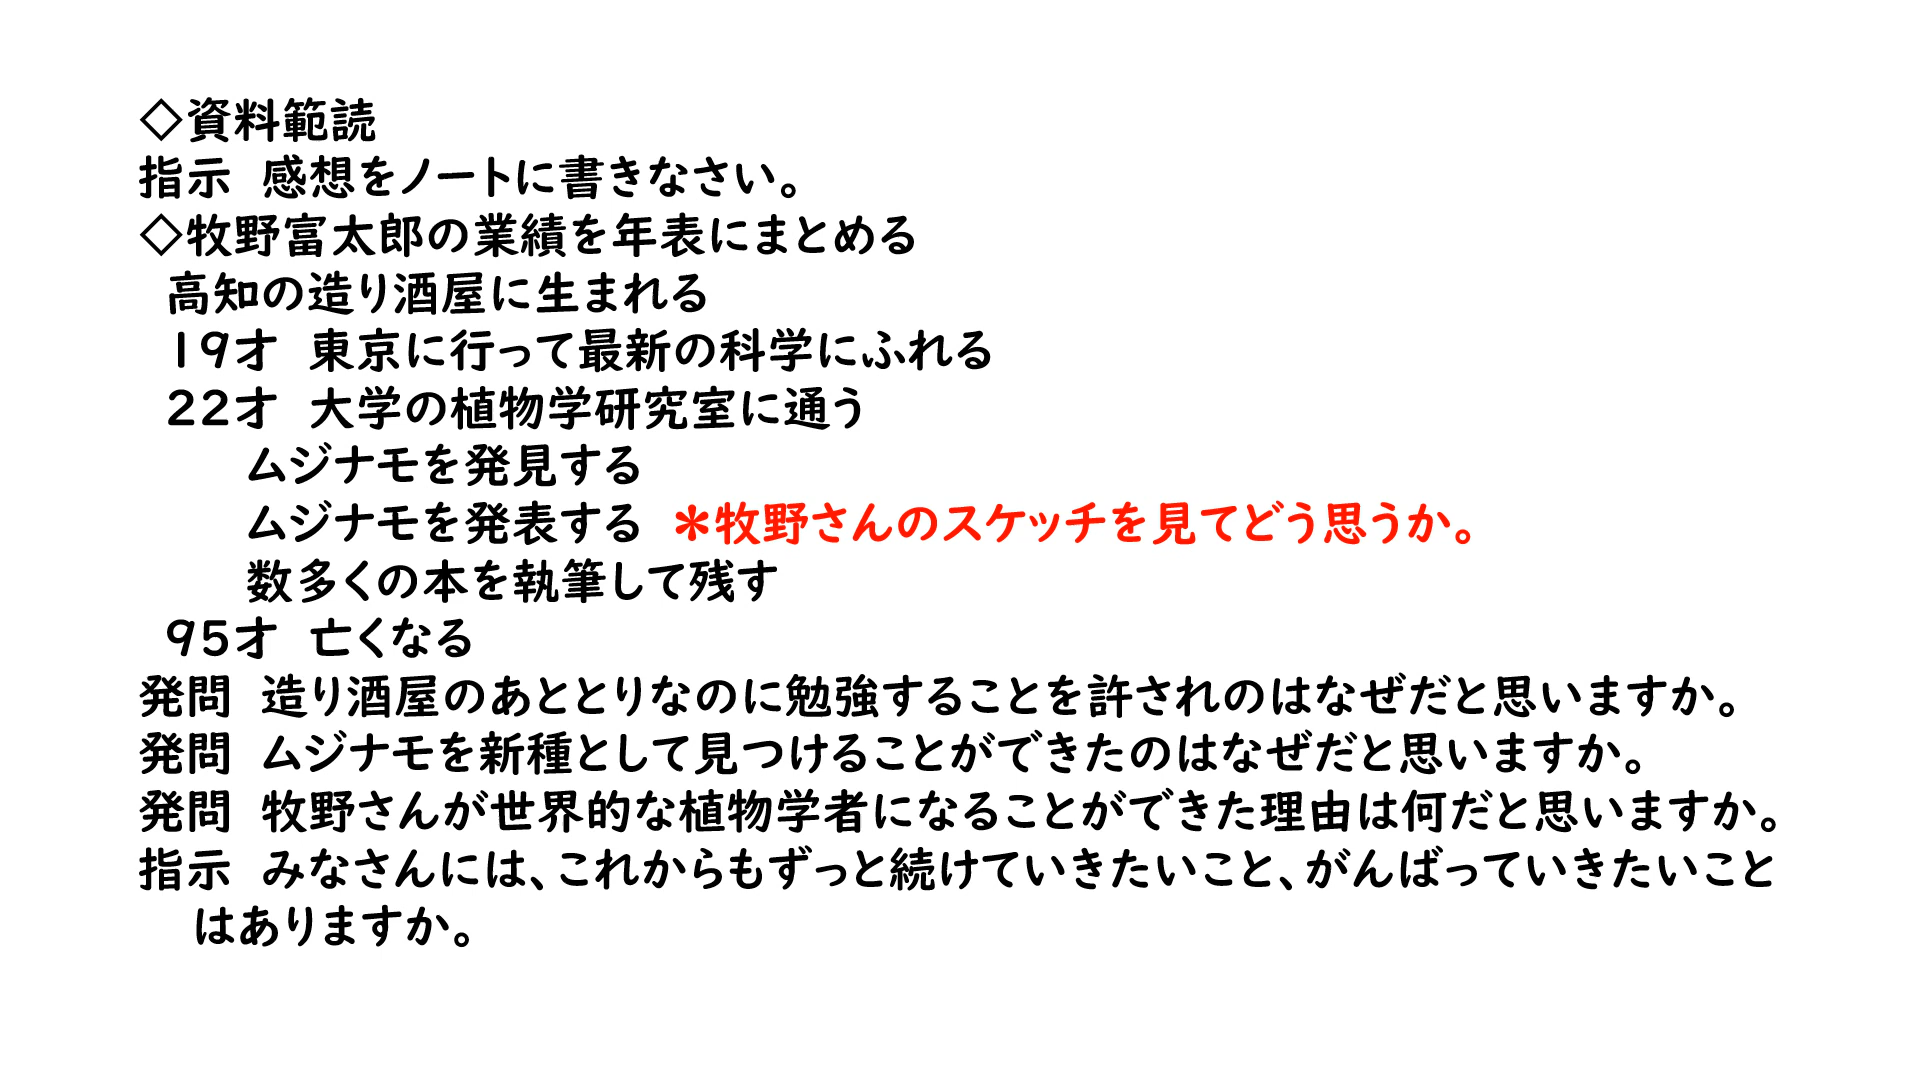 ◇資料範読
指示　感想をノートに書きなさい。
◇牧野富太郎の業績を年表にまとめる
高知の造り酒屋に生まれる
19才　東京に行って最新の科学にふれる
22才　大学の植物学研究室に通う
ムジナモを発見する
ムジナモを発表する　＊牧野さんのスケッチを見てどう思うか。
数多くの本を執筆して残す
95才　亡くなる
発問　造り酒屋のあととりなのに勉強することを許されのはなぜだと思いますか。
発問　ムジナモを新種として見つけることができたのはなぜだと思いますか。
発問　牧野さんが世界的な植物学者になることができた理由は何だと思いますか。
指示　みなさんには、これからもずっと続けていきたいこと、がんばっていきたいこと
はありますか。